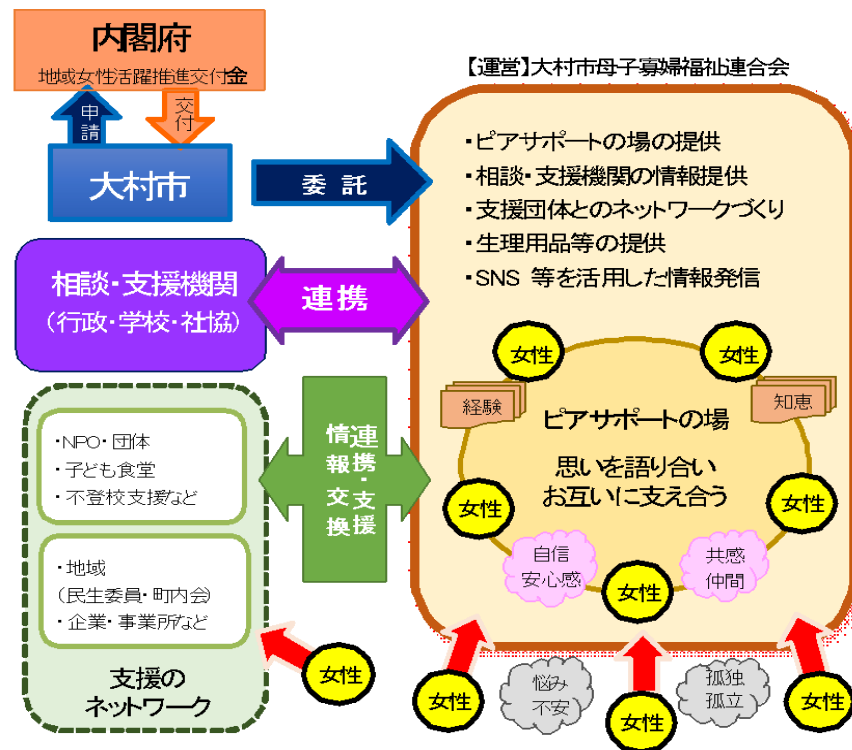 内閣府
地域女性活躍推進交付金
申請
交付
大村市
委託
【運営】大村市母子寡婦福祉連合会
・ピアサポートの場の提供
・相談・支援機関の情報提供
・支援団体とのネットワークづくり
・生理用品等の提供
・SNS 等を活用した情報発信
相談・支援機関
（行政・学校・社協）
連携
女性
女性
経験
知恵
ピアサポートの場
思いを語り合い
お互いに支え合う
女性
女性
自信
安心感
共感
仲間
女性
連携・支援
情報交換
・NPO・団体
・子ども食堂
・不登校支援など
・地域
（民生委員・町内会）
・企業・事業所など
支援の
ネットワーク
女性
女性
悩み
不安
女性
孤独
孤立
女性